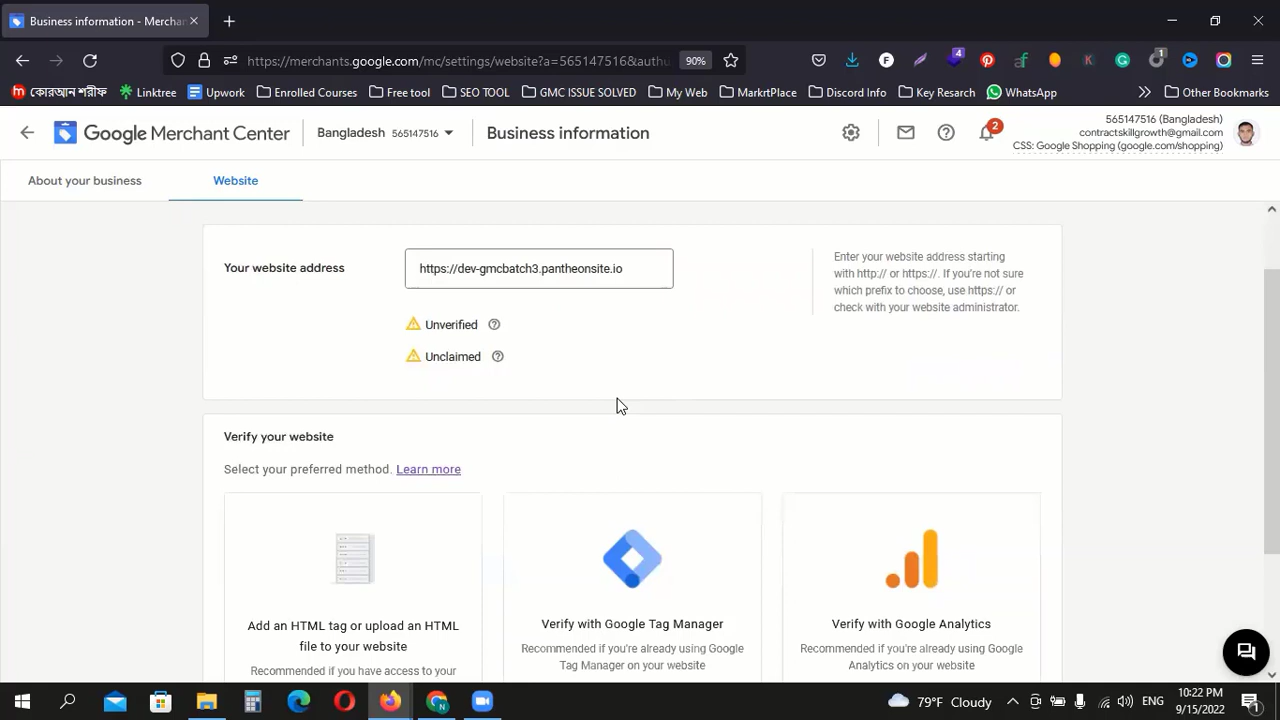 Business information - Merchan
https://merchants.google.com/mc/settings/website?a=565147516&authu
90%
4
1
কোরআন শরীফ
Linktree
Upwork
Enrolled Courses
Free tool
SEO TOOL
GMC ISSUE SOLVED
My Web
MarkrtPlace
Discord Info
Key Resarch
WhatsApp
Other Bookmarks
Google Merchant Center
Bangladesh 565147516
Business information
2
565147516 (Bangladesh)
contractskillgrowth@gmail.com
CSS: Google Shopping (google.com/shopping)
About your business
Website
Your website address
https://dev-gmcbatch3.pantheonsite.io
Enter your website address starting
with http:// or https://. If you're not sure
which prefix to choose, use https:// or
check with your website administrator.
Unverified
Unclaimed
Verify your website
Select your preferred method. Learn more
Add an HTML tag or upload an HTML
file to your website
Recommended if you have access to your
Verify with Google Tag Manager
Recommended if you're already using Google
Tag Manager on your website
Verify with Google Analytics
Recommended if you're already using Google
Analytics on your website
79°F Cloudy
ENG
10:22 PM
9/15/2022
1